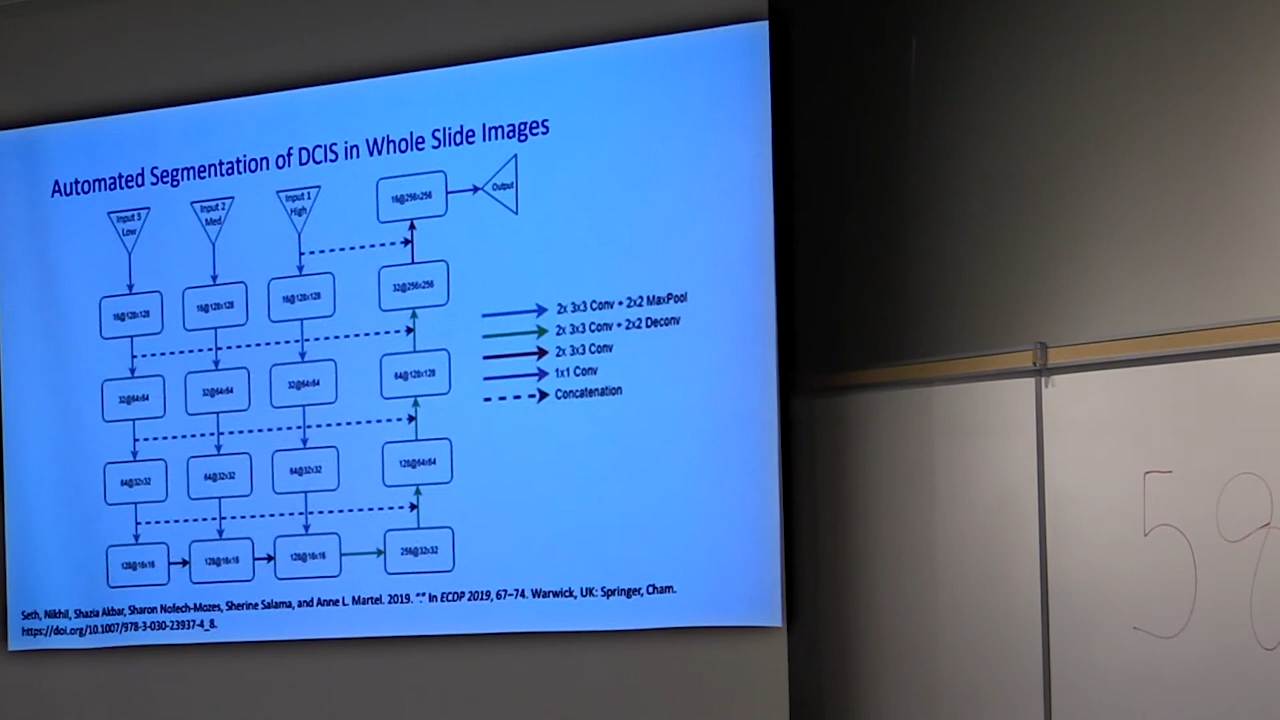 Automated Segmentation of DCIS in Whole Slide Images
Input 3
Low
Input 2
Med
Input 1
High
16@256x256
Output
16@128x128
16@128x128
16@128x128
32@256x256
32@64x64
32@64x64
32@64x64
64@128x128
64@32x32
64@32x32
64@32x32
128@64x64
128@16x16
128@16x16
128@16x16
256@32x32
2x 3x3 Conv + 2x2 MaxPool
2x 3x3 Conv + 2x2 Deconv
2x 3x3 Conv
1x1 Conv
Concatenation
Seth, Nikhil, Shazia Akbar, Sharon Nofech-Mozes, Sherine Salama, and Anne L. Martel. 2019. “.” In ECDP 2019, 67–74. Warwick, UK: Springer, Cham.
https://doi.org/10.1007/978-3-030-23937-4_8.